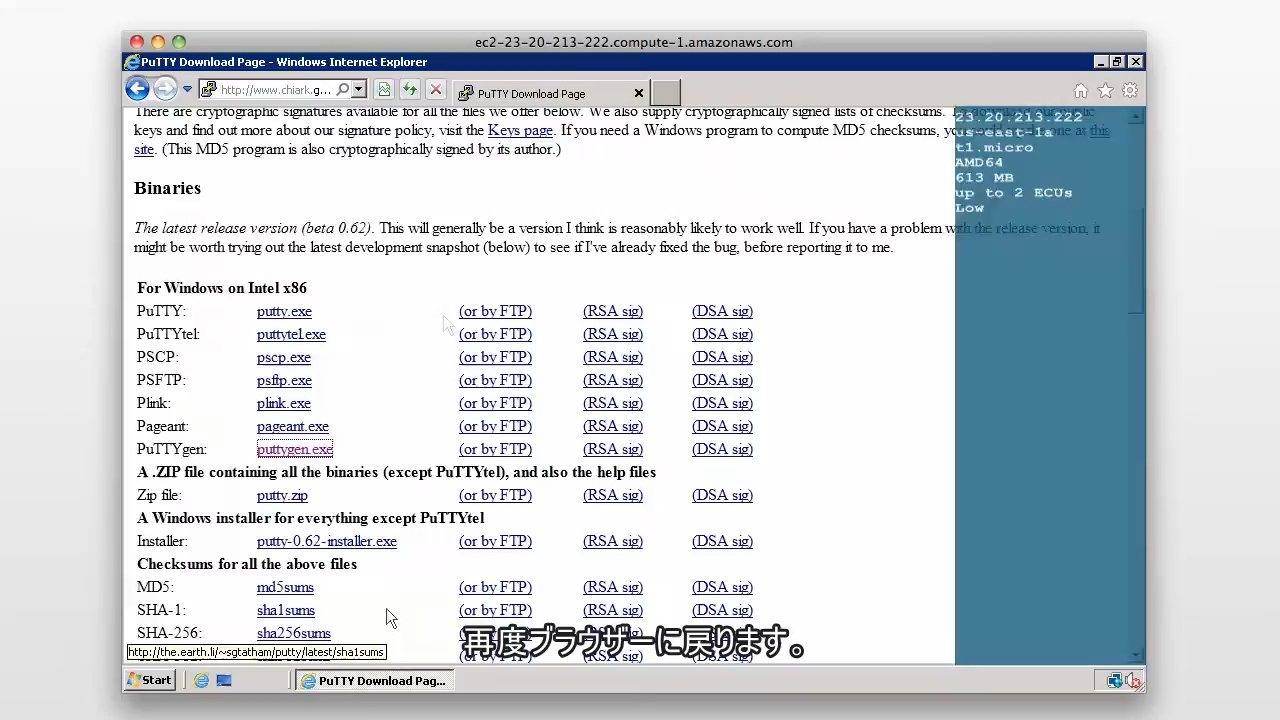 ec2-23-20-213-222.compute-1.amazonaws.com
PuTTY Download Page - Windows Internet Explorer
http://www.chiark.g... PuTTY Download Page
There are cryptographic signatures available for all the files we offer below. We also supply cryptographically signed lists of checksums.
keys and find out more about our signature policy, visit the Keys page. If you need a Windows program to compute MD5 checksums, one at this
site. (This MD5 program is also cryptographically signed by its author.)
23.20.213.222
us-east-1a
t1.micro
AMD64
613 MB
up to 2 ECUs
Low
Binaries
The latest release version (beta 0.62). This will generally be a version I think is reasonably likely to work well. If you have a problem with the release version, it
might be worth trying out the latest development snapshot (below) to see if I've already fixed the bug, before reporting it to me.
For Windows on Intel x86
PuTTY: putty.exe (or by FTP) (RSA sig) (DSA sig)
PuTTYtel: puttytel.exe (or by FTP) (RSA sig) (DSA sig)
PSCP: pscp.exe (or by FTP) (RSA sig) (DSA sig)
PSFTP: psftp.exe (or by FTP) (RSA sig) (DSA sig)
Plink: plink.exe (or by FTP) (RSA sig) (DSA sig)
Pageant: pageant.exe (or by FTP) (RSA sig) (DSA sig)
PuTTYgen: puttygen.exe (or by FTP) (RSA sig) (DSA sig)
A .ZIP file containing all the binaries (except PuTTYtel), and also the help files
Zip file: putty.zip (or by FTP) (RSA sig) (DSA sig)
A Windows installer for everything except PuTTYtel
Installer: putty-0.62-installer.exe (or by FTP) (RSA sig) (DSA sig)
Checksums for all the above files
MD5: md5sums (or by FTP) (RSA sig) (DSA sig)
SHA-1: sha1sums (or by FTP) (RSA sig) (DSA sig)
SHA-256: sha256sums
再度ブラウザーに戻ります。
http://the.earth.li/~sgtatham/putty/latest/sha1sums
Start PuTTY Download Pag...